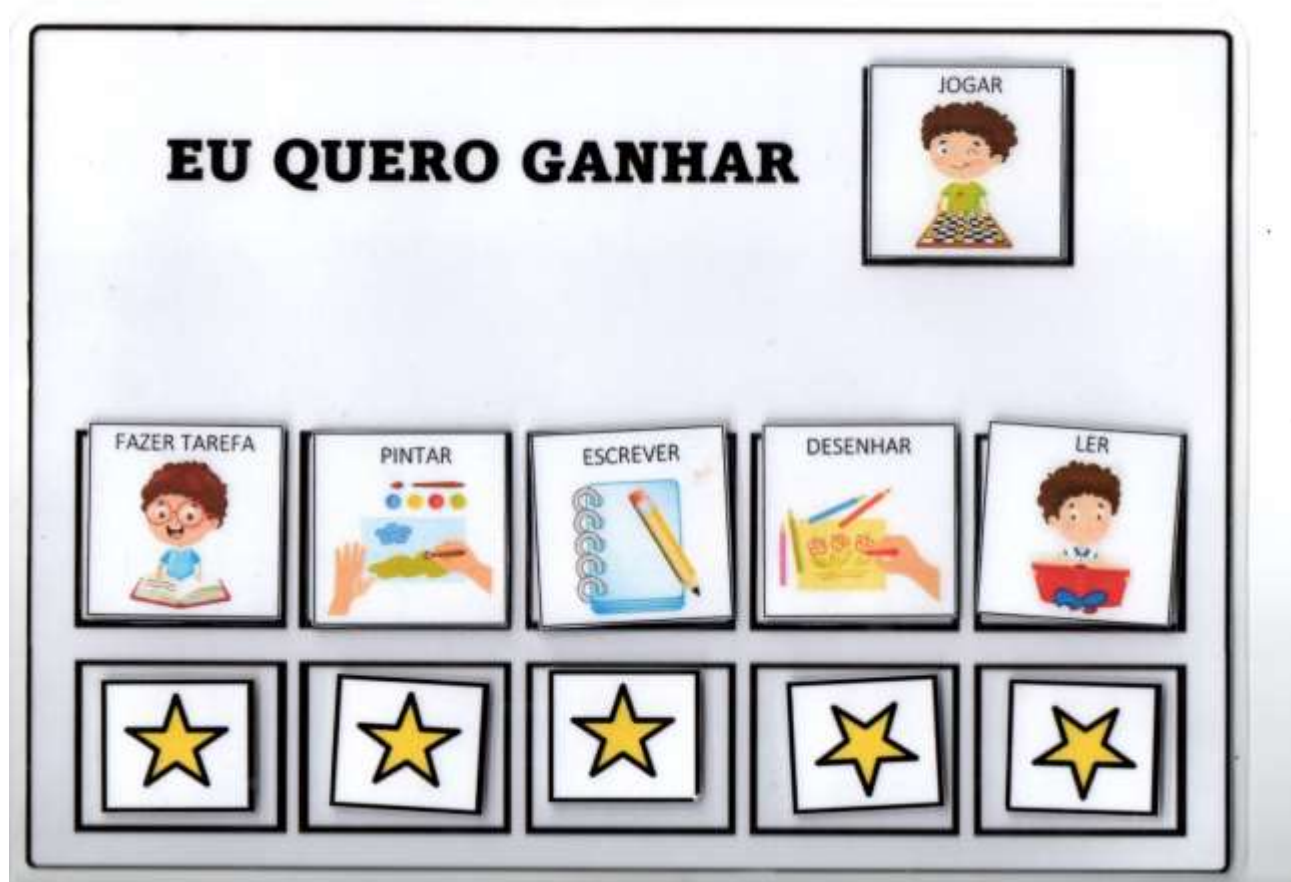 JOGAR
EU QUERO GANHAR
FAZER TAREFA
PINTAR
ESCREVER
DESENHAR
LER